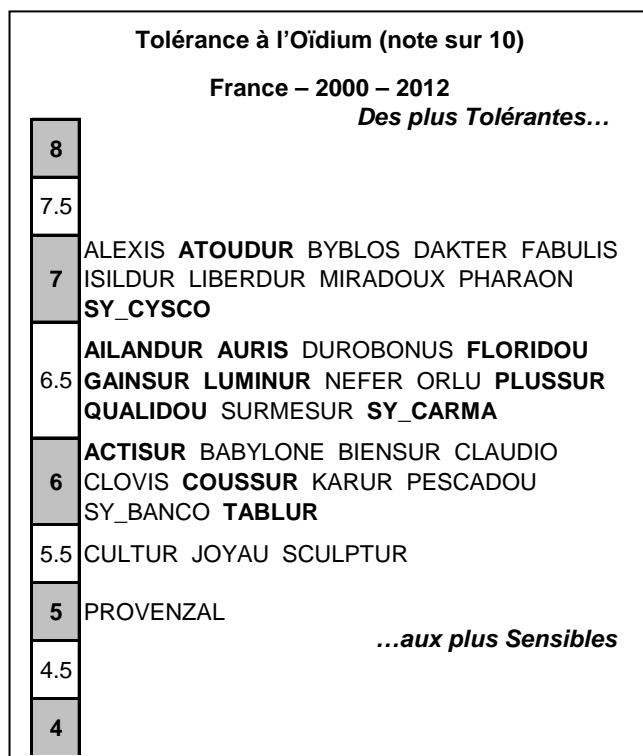 Tolérance à l’Oïdium (note sur 10)
France – 2000 – 2012
Des plus Tolérantes…
8
7.5
ALEXIS ATOUDUR BYBLOS DAKTER FABULIS
7 ISILDUR LIBERDUR MIRADOUX PHARAON
SY_CYSCO
AILANDUR AURIS DUROBONUS FLORIDOU
6.5 GAINSUR LUMINUR NEFER ORLU PLUSSUR
QUALIDOU SURMESUR SY_CARMA
ACTISUR BABYLONE BIENSUR CLAUDIO
6 CLOVIS COUSSUR KARUR PESCADOU
SY_BANCO TABLUR
5.5 CULTUR JOYAU SCULPTUR
5 PROVENZAL
…aux plus Sensibles
4.5
4